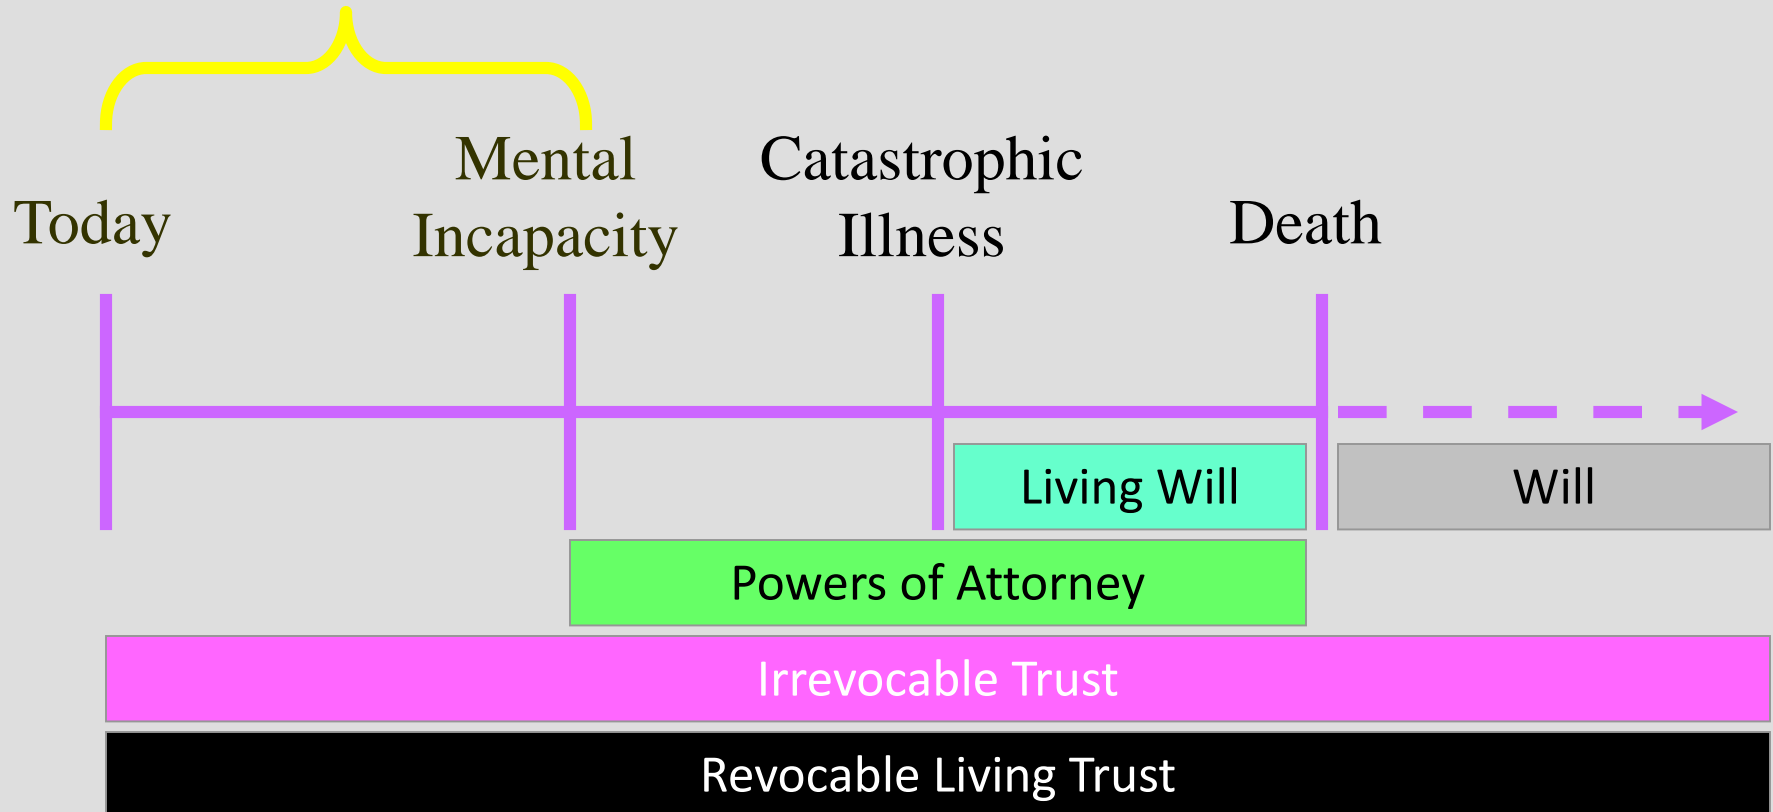 Today
Mental
Incapacity
Catastrophic
Illness
Death
Living Will
Will
Powers of Attorney
Irrevocable Trust
Revocable Living Trust